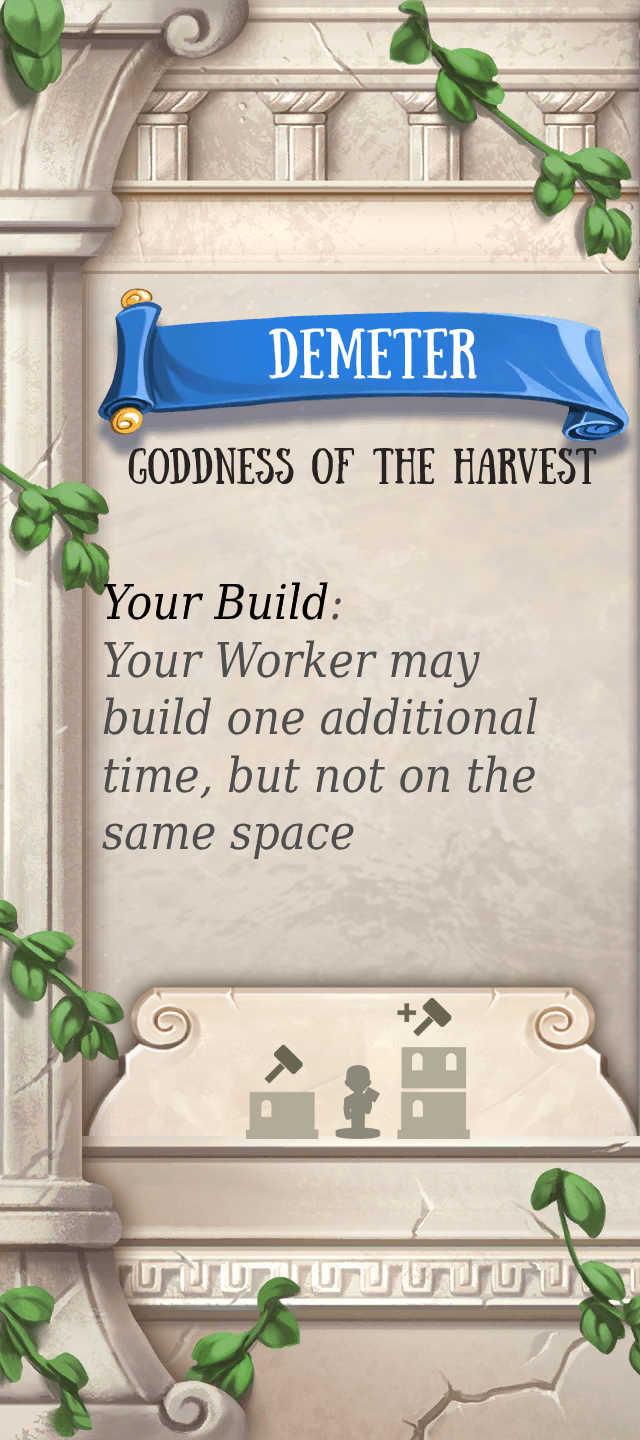 DEMETER
GODDNESS OF THE HARVEST
Your Build:
Your Worker may
build one additional
time, but not on the
same space
+